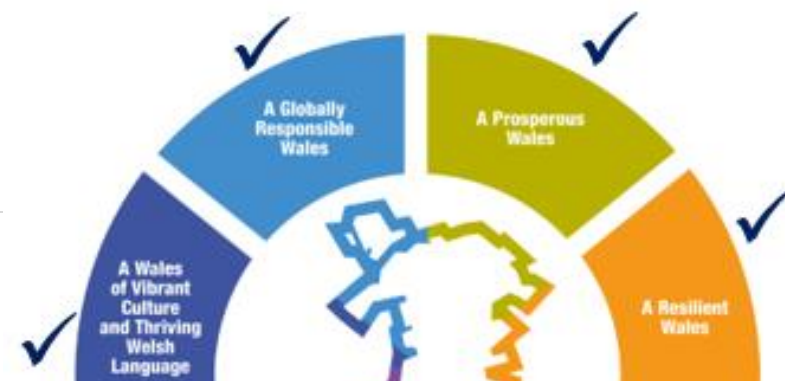 A Globally
Responsible
Wales
A Prosperous
Wales
A Wales
of Vibrant
Culture
and Thriving
Welsh
Language
A Resilient
Wales